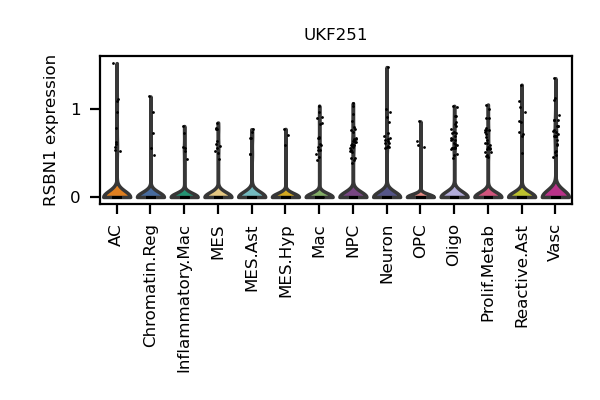 UKF251
RSBN1 expression
1
0
AC
Chromatin.Reg
Inflammatory.Mac
MES
MES.Ast
MES.Hyp
Mac
NPC
Neuron
OPC
Oligo
Prolif.Metab
Reactive.Ast
Vasc